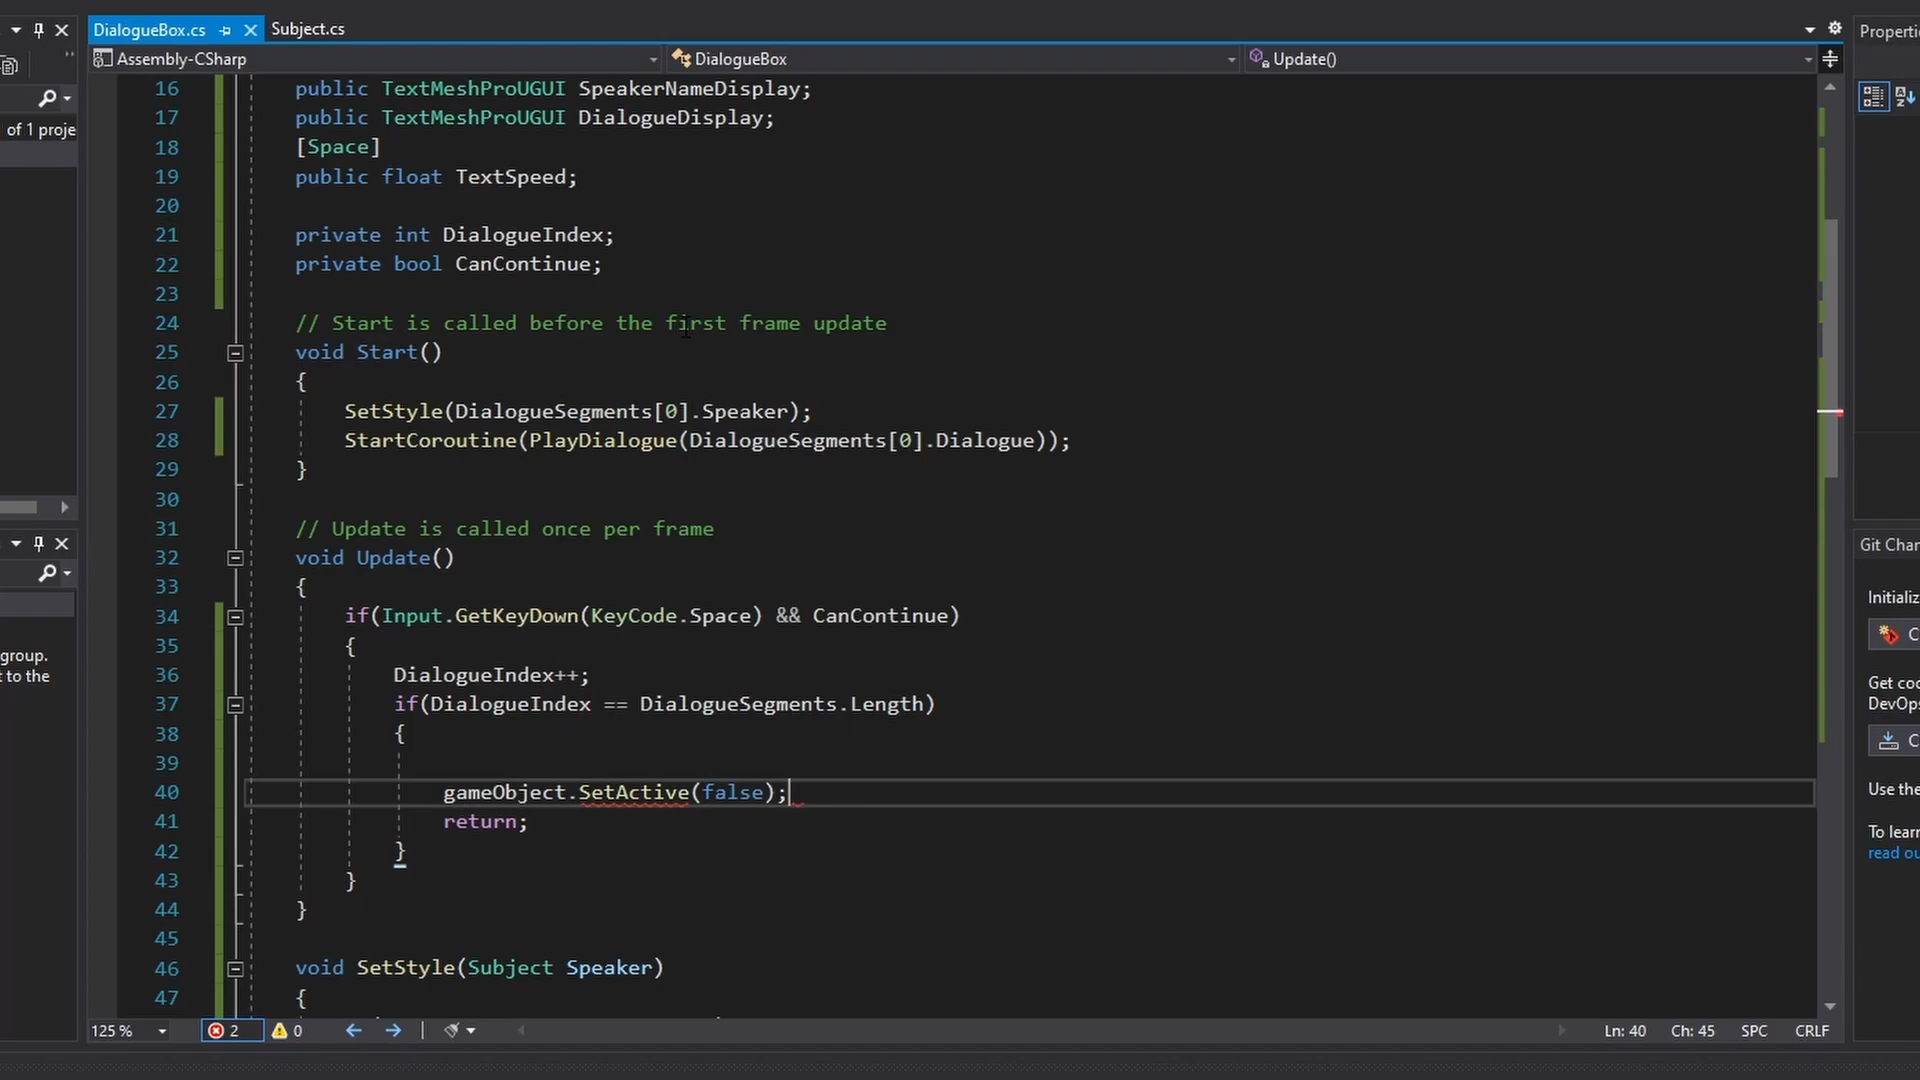 DialogueBox.cs
Subject.cs
Properti
Assembly-CSharp
DialogueBox
Update()
of 1 proje
16 public TextMeshProUGUI SpeakerNameDisplay;
17 public TextMeshProUGUI DialogueDisplay;
18 [Space]
19 public float TextSpeed;
20
21 private int DialogueIndex;
22 private bool CanContinue;
23
24 // Start is called before the first frame update
25 void Start()
26 {
27 SetStyle(DialogueSegments[0].Speaker);
28 StartCoroutine(PlayDialogue(DialogueSegments[0].Dialogue));
29 }
30
31 // Update is called once per frame
32 void Update()
33 {
34 if(Input.GetKeyDown(KeyCode.Space) && CanContinue)
35 {
36 DialogueIndex++;
37 if(DialogueIndex == DialogueSegments.Length)
38 {
39
40 gameObject.SetActive(false);
41 return;
42 }
43 }
44 }
45
46 void SetStyle(Subject Speaker)
47 {
group.
t to the
Git Chan
Initializ
C
Get coc
DevOps
C
Use the
To learn
read ou
125 %
2
0
Ln: 40
Ch: 45
SPC
CRLF